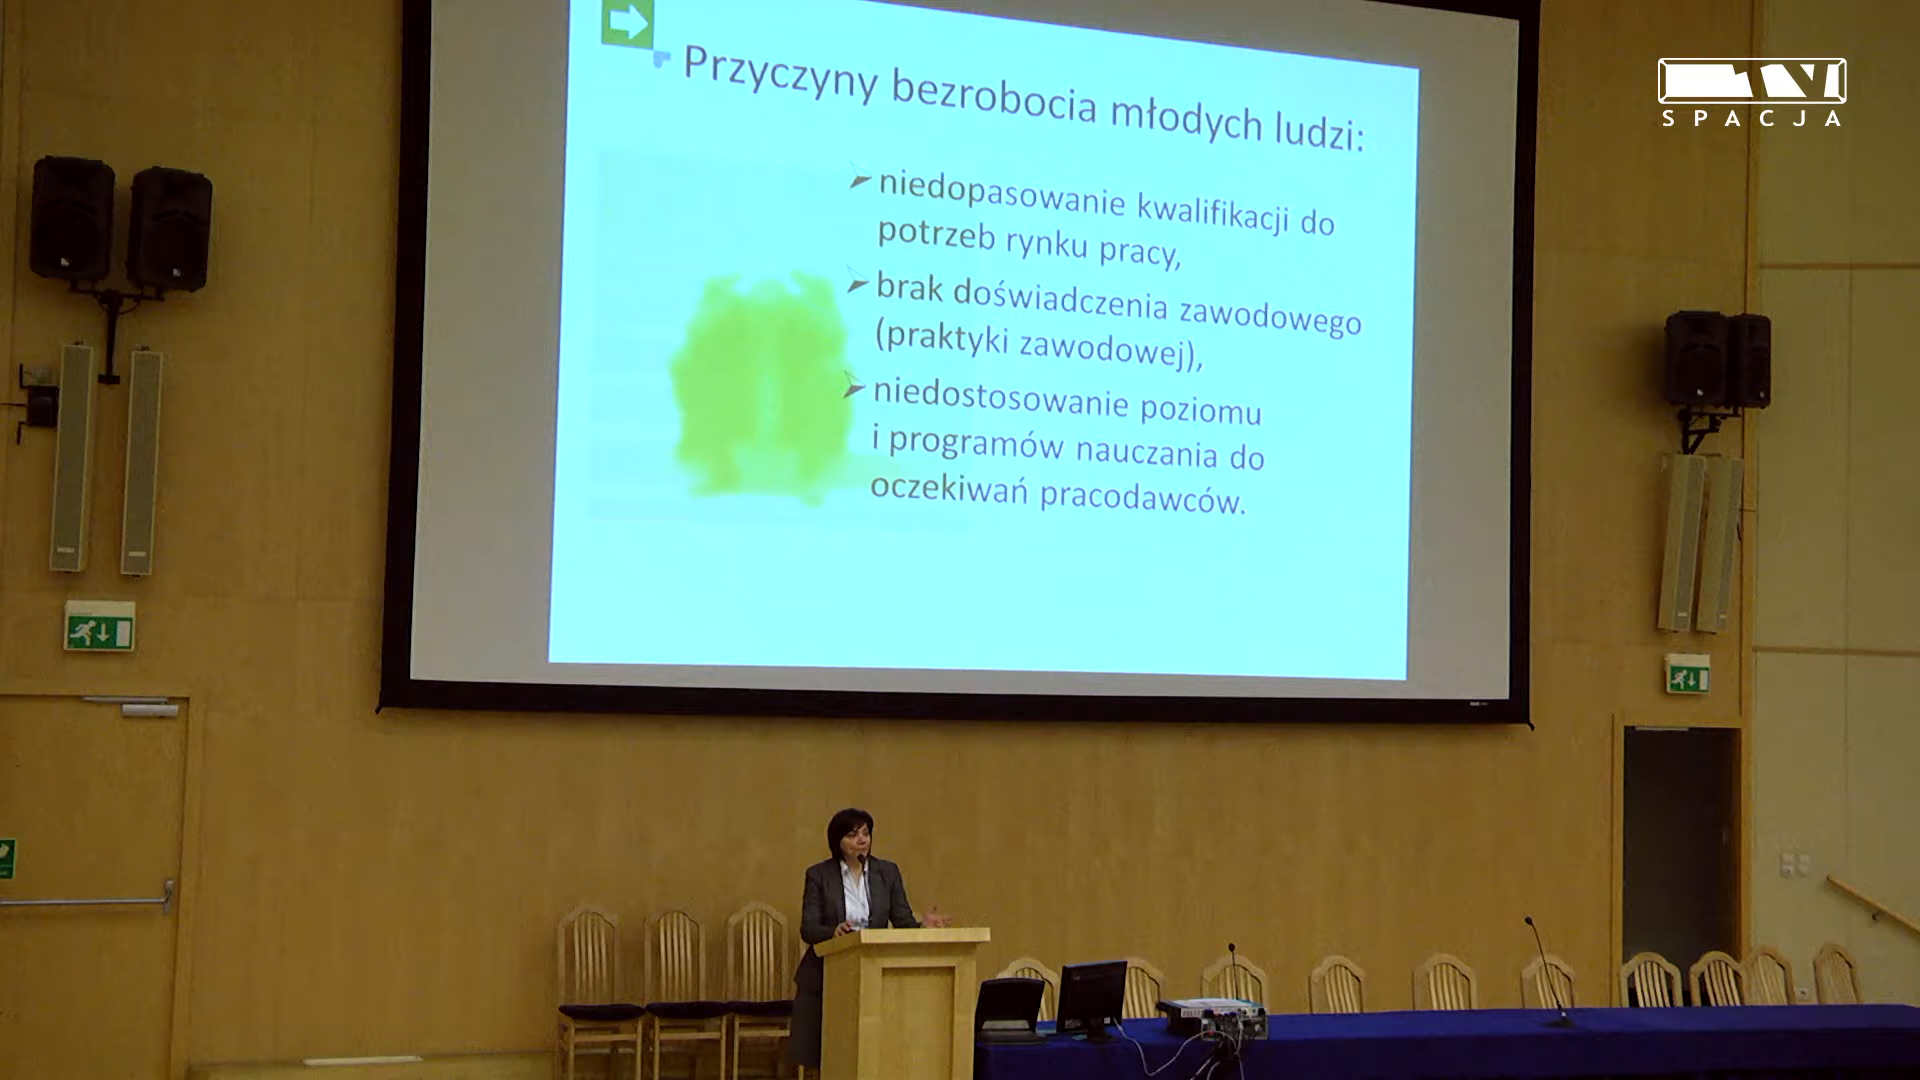 Przyczyny bezrobocia młodych ludzi:
niedopasowanie kwalifikacji do
potrzeb rynku pracy,
brak doświadczenia zawodowego
(praktyki zawodowej),
niedostosowanie poziomu
i programów nauczania do
oczekiwań pracodawców.
SPACJA